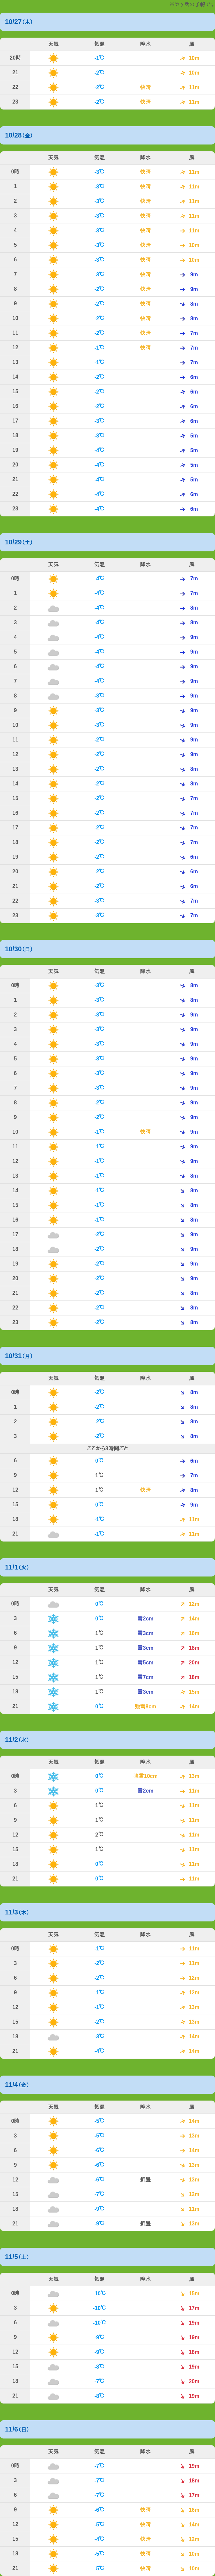 10/27(木)
天気 気温 降水 風
20時 -1℃ 10m
21 -2℃ 10m
22 -2℃ 快晴 11m
23 -2℃ 快晴 11m
10/28(金)
天気 気温 降水 風
0時 -3℃ 快晴 11m
1 -3℃ 快晴 11m
2 -3℃ 快晴 11m
3 -3℃ 快晴 11m
4 -3℃ 快晴 11m
5 -3℃ 快晴 10m
6 -3℃ 快晴 10m
7 -3℃ 快晴 9m
8 -2℃ 快晴 9m
9 -2℃ 快晴 8m
10 -2℃ 快晴 8m
11 -2℃ 快晴 7m
12 -1℃ 快晴 7m
13 -1℃ 7m
14 -2℃ 6m
15 -2℃ 6m
16 -2℃ 6m
17 -3℃ 6m
18 -3℃ 5m
19 -4℃ 5m
20 -4℃ 5m
21 -4℃ 5m
22 -4℃ 6m
23 -4℃ 6m
10/29(土)
天気 気温 降水 風
0時 -4℃ 7m
1 -4℃ 7m
2 -4℃ 8m
3 -4℃ 8m
4 -4℃ 9m
5 -4℃ 9m
6 -4℃ 9m
7 -4℃ 9m
8 -3℃ 9m
9 -3℃ 9m
10 -3℃ 9m
11 -2℃ 9m
12 -2℃ 9m
13 -2℃ 8m
14 -2℃ 8m
15 -2℃ 7m
16 -2℃ 7m
17 -2℃ 7m
18 -2℃ 7m
19 -2℃ 6m
20 -2℃ 6m
21 -2℃ 6m
22 -3℃ 7m
23 -3℃ 7m
10/30(日)
天気 気温 降水 風
0時 -3℃ 8m
1 -3℃ 8m
2 -3℃ 9m
3 -3℃ 9m
4 -3℃ 9m
5 -3℃ 9m
6 -3℃ 9m
7 -3℃ 9m
8 -2℃ 9m
9 -2℃ 9m
10 -1℃ 快晴 9m
11 -1℃ 9m
12 -1℃ 9m
13 -1℃ 8m
14 -1℃ 8m
15 -1℃ 8m
16 -1℃ 8m
17 -2℃ 9m
18 -2℃ 9m
19 -2℃ 9m
20 -2℃ 9m
21 -2℃ 8m
22 -2℃ 8m
23 -2℃ 8m
10/31(月)
天気 気温 降水 風
0時 -2℃ 8m
1 -2℃ 8m
2 -2℃ 8m
3 -2℃ 8m
ここから3時間ごと
6 0℃ 6m
9 1℃ 7m
12 1℃ 快晴 8m
15 0℃ 9m
18 -1℃ 11m
21 -1℃ 11m
11/1(火)
天気 気温 降水 風
0時 0℃ 12m
3 0℃ 雪2cm 14m
6 1℃ 雪3cm 16m
9 1℃ 雪3cm 18m
12 1℃ 雪5cm 20m
15 1℃ 雪7cm 18m
18 1℃ 雪3cm 15m
21 0℃ 強雪8cm 14m
11/2(水)
天気 気温 降水 風
0時 0℃ 強雪10cm 13m
3 0℃ 雪2cm 11m
6 1℃ 11m
9 1℃ 11m
12 2℃ 11m
15 1℃ 11m
18 0℃ 11m
21 0℃ 11m
11/3(木)
天気 気温 降水 風
0時 -1℃ 11m
3 -2℃ 11m
6 -2℃ 12m
9 -1℃ 12m
12 -1℃ 13m
15 -2℃ 13m
18 -3℃ 14m
21 -4℃ 14m
11/4(金)
天気 気温 降水 風
0時 -5℃ 14m
3 -5℃ 13m
6 -6℃ 14m
9 -6℃ 13m
12 -6℃ 折曇 13m
15 -7℃ 12m
18 -9℃ 11m
21 -9℃ 折曇 13m
11/5(土)
天気 気温 降水 風
0時 -10℃ 15m
3 -10℃ 17m
6 -10℃ 19m
9 -9℃ 19m
12 -9℃ 18m
15 -8℃ 19m
18 -7℃ 20m
21 -8℃ 19m
11/6(日)
天気 気温 降水 風
0時 -7℃ 19m
3 -7℃ 18m
6 -7℃ 17m
9 -6℃ 快晴 16m
12 -5℃ 快晴 14m
15 -4℃ 快晴 12m
18 -5℃ 快晴 10m
21 -5℃ 快晴 10m